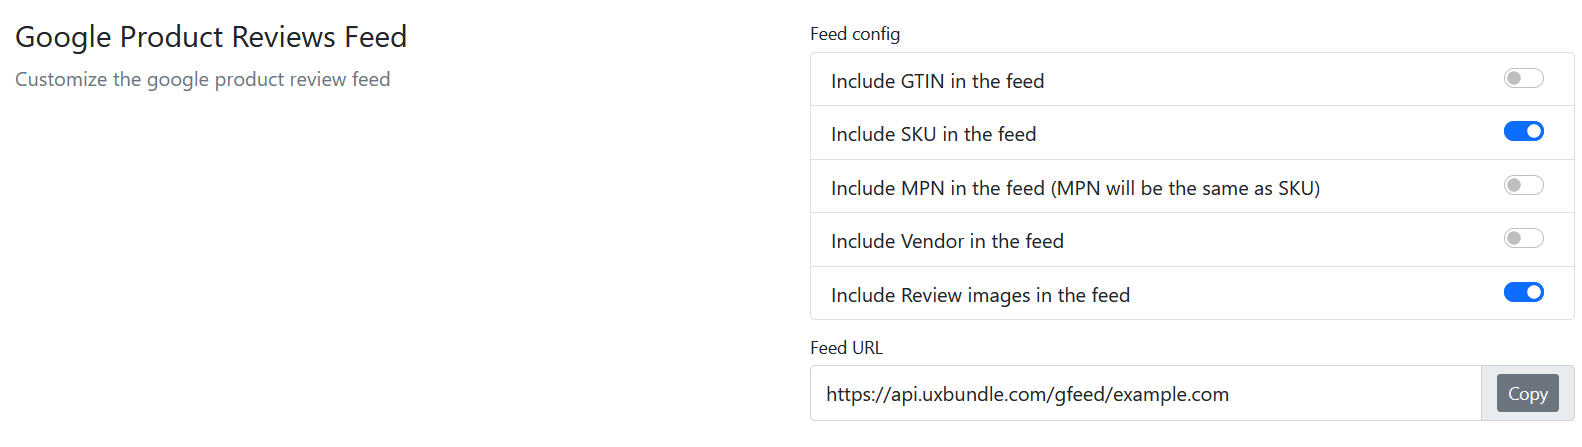 Google Product Reviews Feed
Customize the google product review feed
Feed config
Include GTIN in the feed
Include SKU in the feed
Include MPN in the feed (MPN will be the same as SKU)
Include Vendor in the feed
Include Review images in the feed
Feed URL
https://api.uxbundle.com/gfeed/example.com
Copy